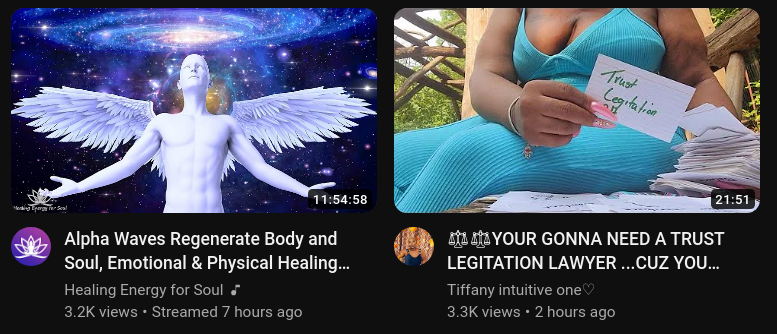 Healing Energy for Soul
11:54:58
Trust
Legitation
21:51
Alpha Waves Regenerate Body and
Soul, Emotional & Physical Healing…
Healing Energy for Soul
3.2K views • Streamed 7 hours ago
⚖⚖YOUR GONNA NEED A TRUST
LEGITATION LAWYER ...CUZ YOU…
Tiffany intuitive one♡
3.3K views • 2 hours ago